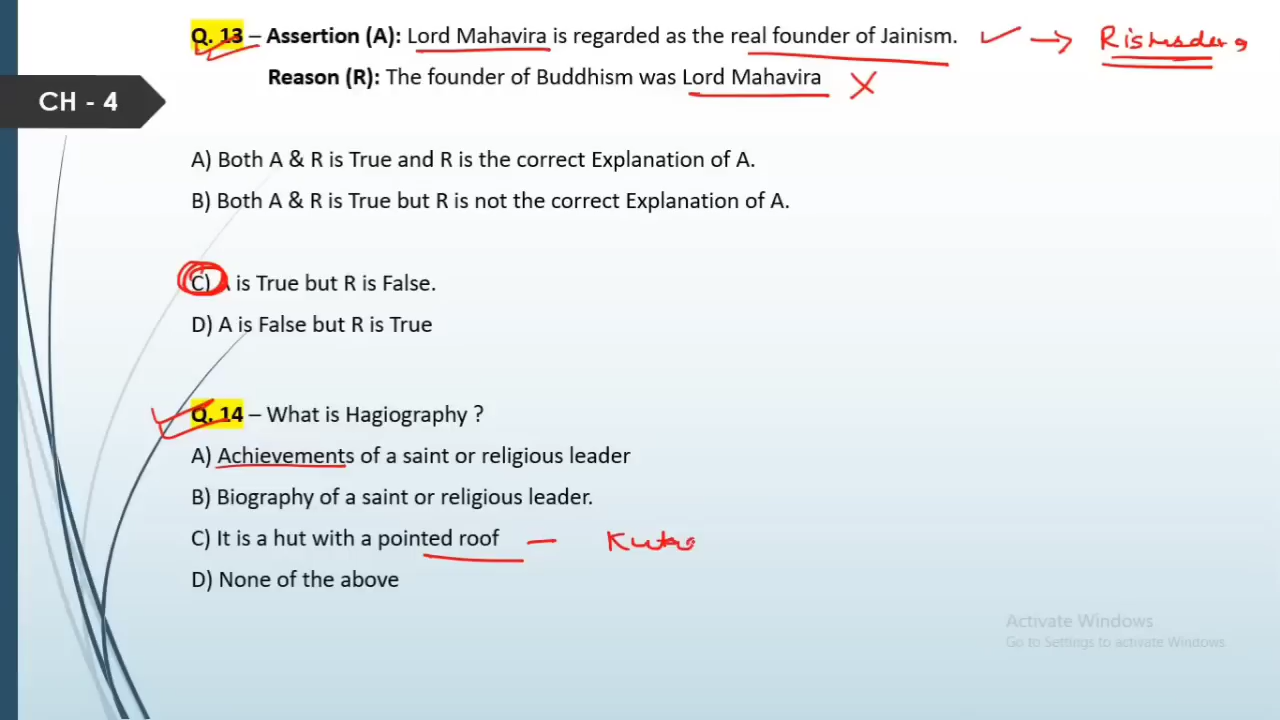 Q. 13 – Assertion (A): Lord Mahavira is regarded as the real founder of Jainism.
Reason (R): The founder of Buddhism was Lord Mahavira
CH - 4
A) Both A & R is True and R is the correct Explanation of A.
B) Both A & R is True but R is not the correct Explanation of A.
C) A is True but R is False.
D) A is False but R is True
Q. 14 – What is Hagiography ?
A) Achievements of a saint or religious leader
B) Biography of a saint or religious leader.
C) It is a hut with a pointed roof
D) None of the above
Activate Windows
Go to Settings to activate Windows.